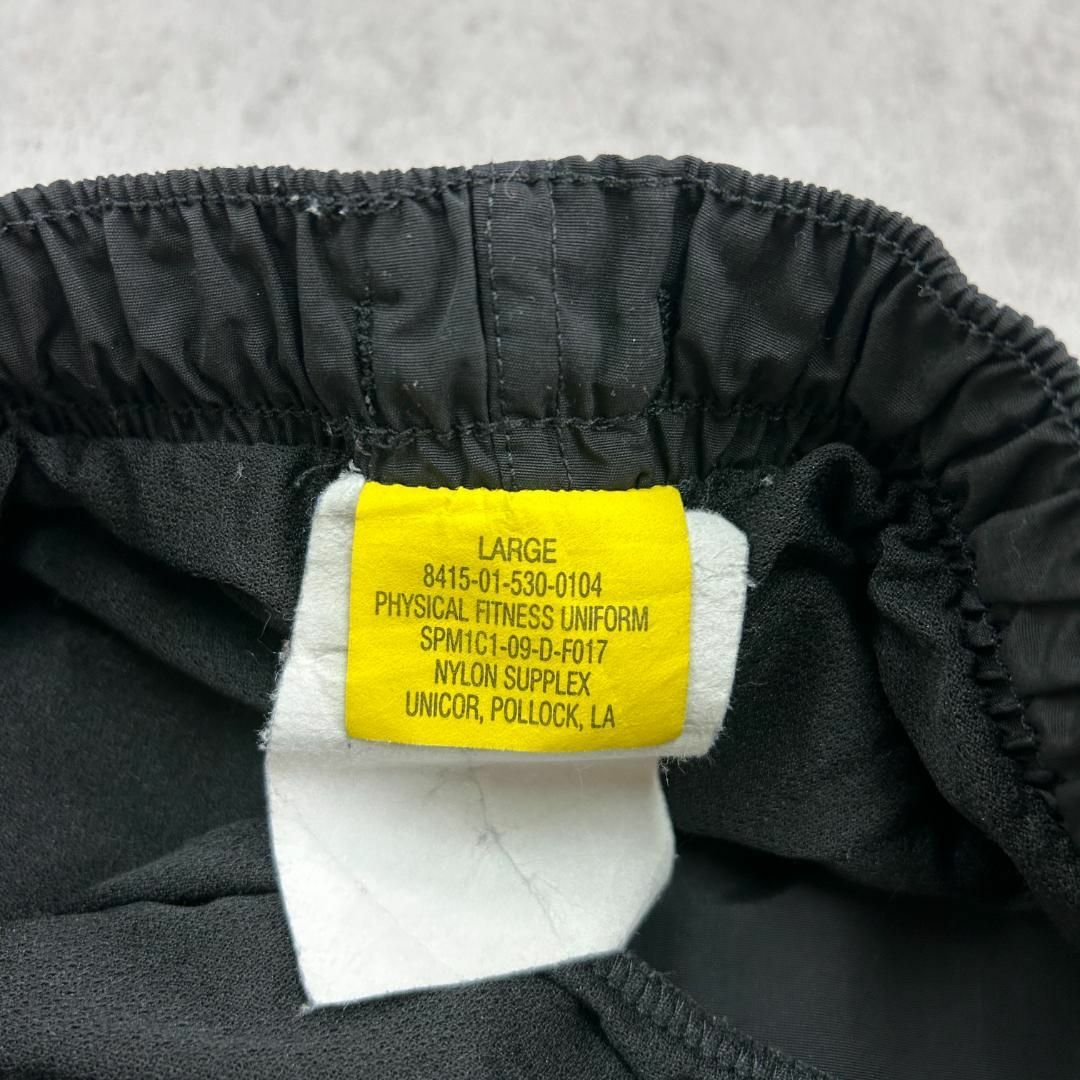 LARGE
8415-01-530-0104
PHYSICAL FITNESS UNIFORM
SPM1C1-09-D-F017
NYLON SUPPLEX
UNICOR, POLLOCK, LA